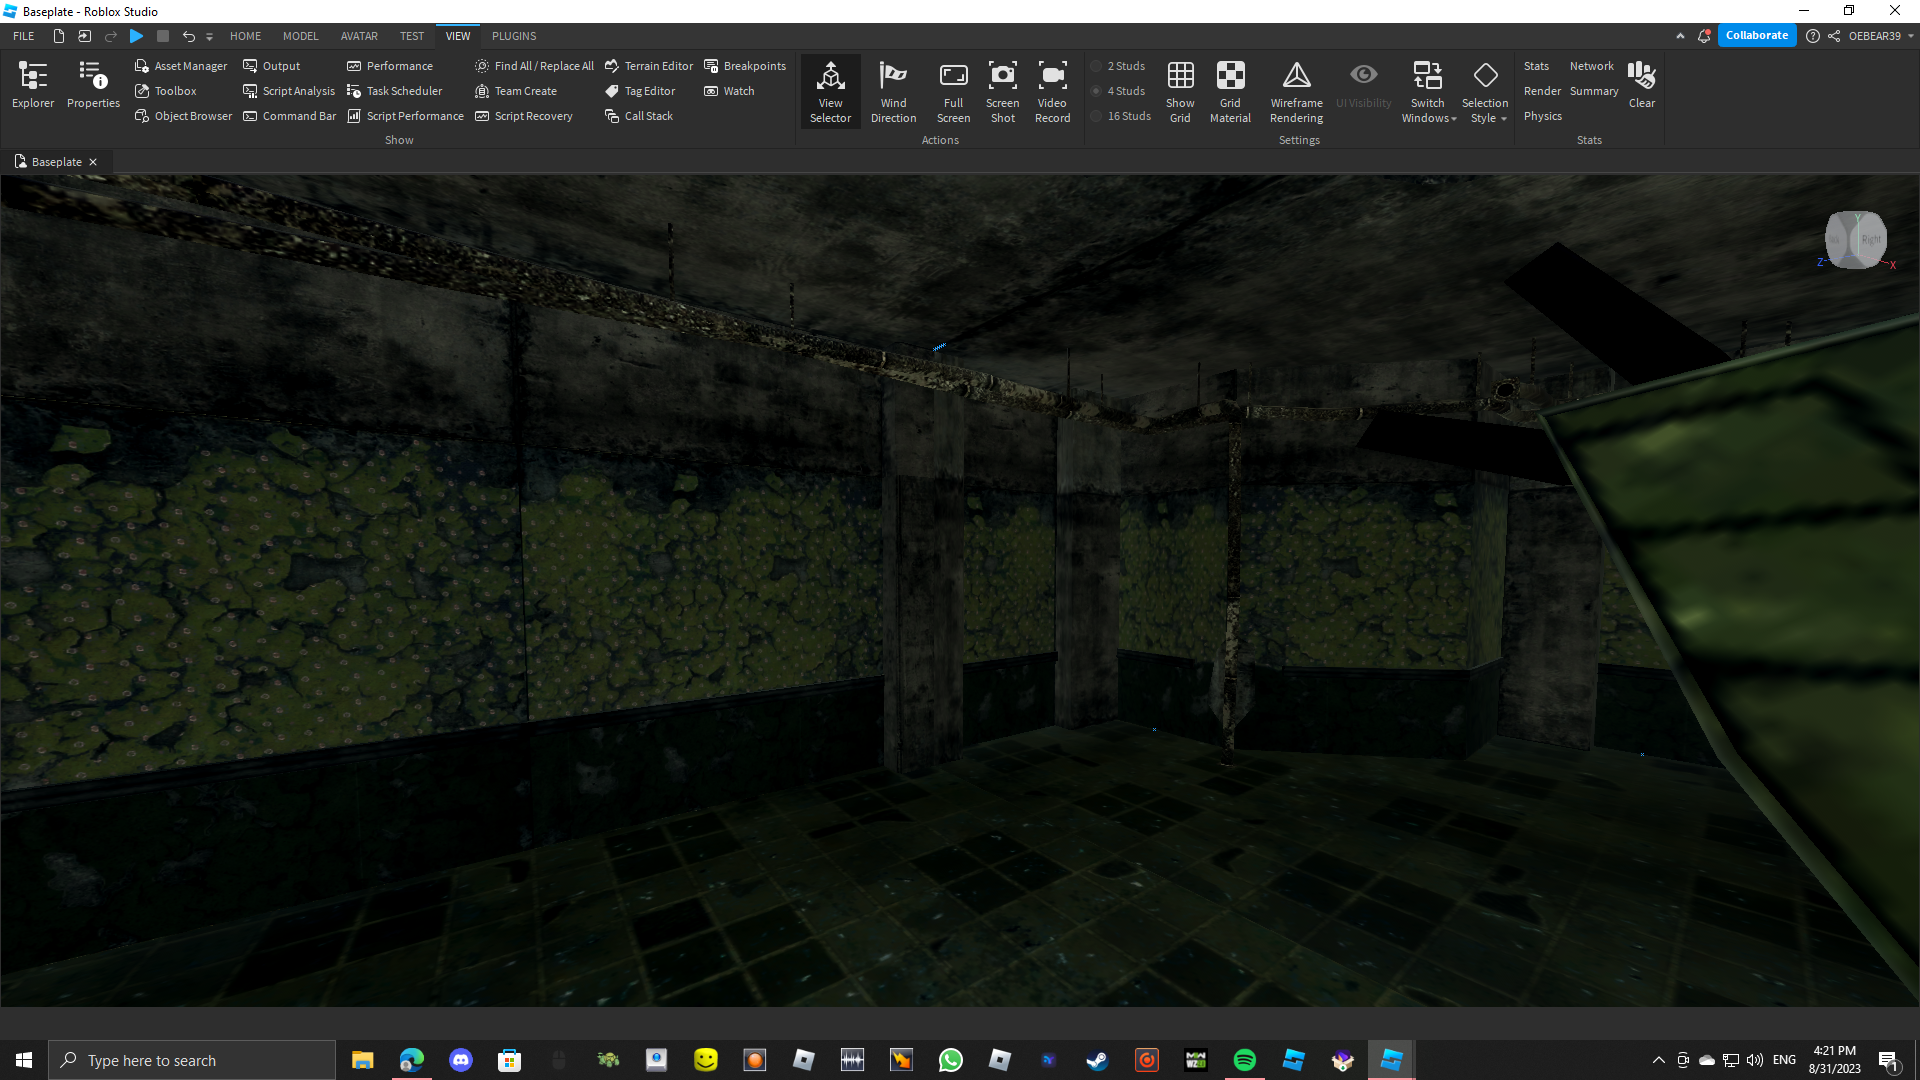 Baseplate - Roblox Studio
FILE HOME MODEL AVATAR TEST VIEW PLUGINS Collaborate OEBEAR39
Explorer
Properties
Asset Manager Output Performance Find All / Replace All Terrain Editor Breakpoints
Toolbox Script Analysis Task Scheduler Team Create Tag Editor Watch
Object Browser Command Bar Script Performance Script Recovery Call Stack
Show
View
Selector
Wind
Direction
Full
Screen
Screen
Shot
Video
Record
Actions
2 Studs
4 Studs
16 Studs
Show
Grid
Grid
Material
Wireframe
Rendering
UI Visibility
Switch
Windows
Selection
Style
Settings
Stats Network
Render Summary
Physics
Clear
Stats
Baseplate
Y
Right
Z
X
Type here to search
ENG
4:21 PM
8/31/2023
1